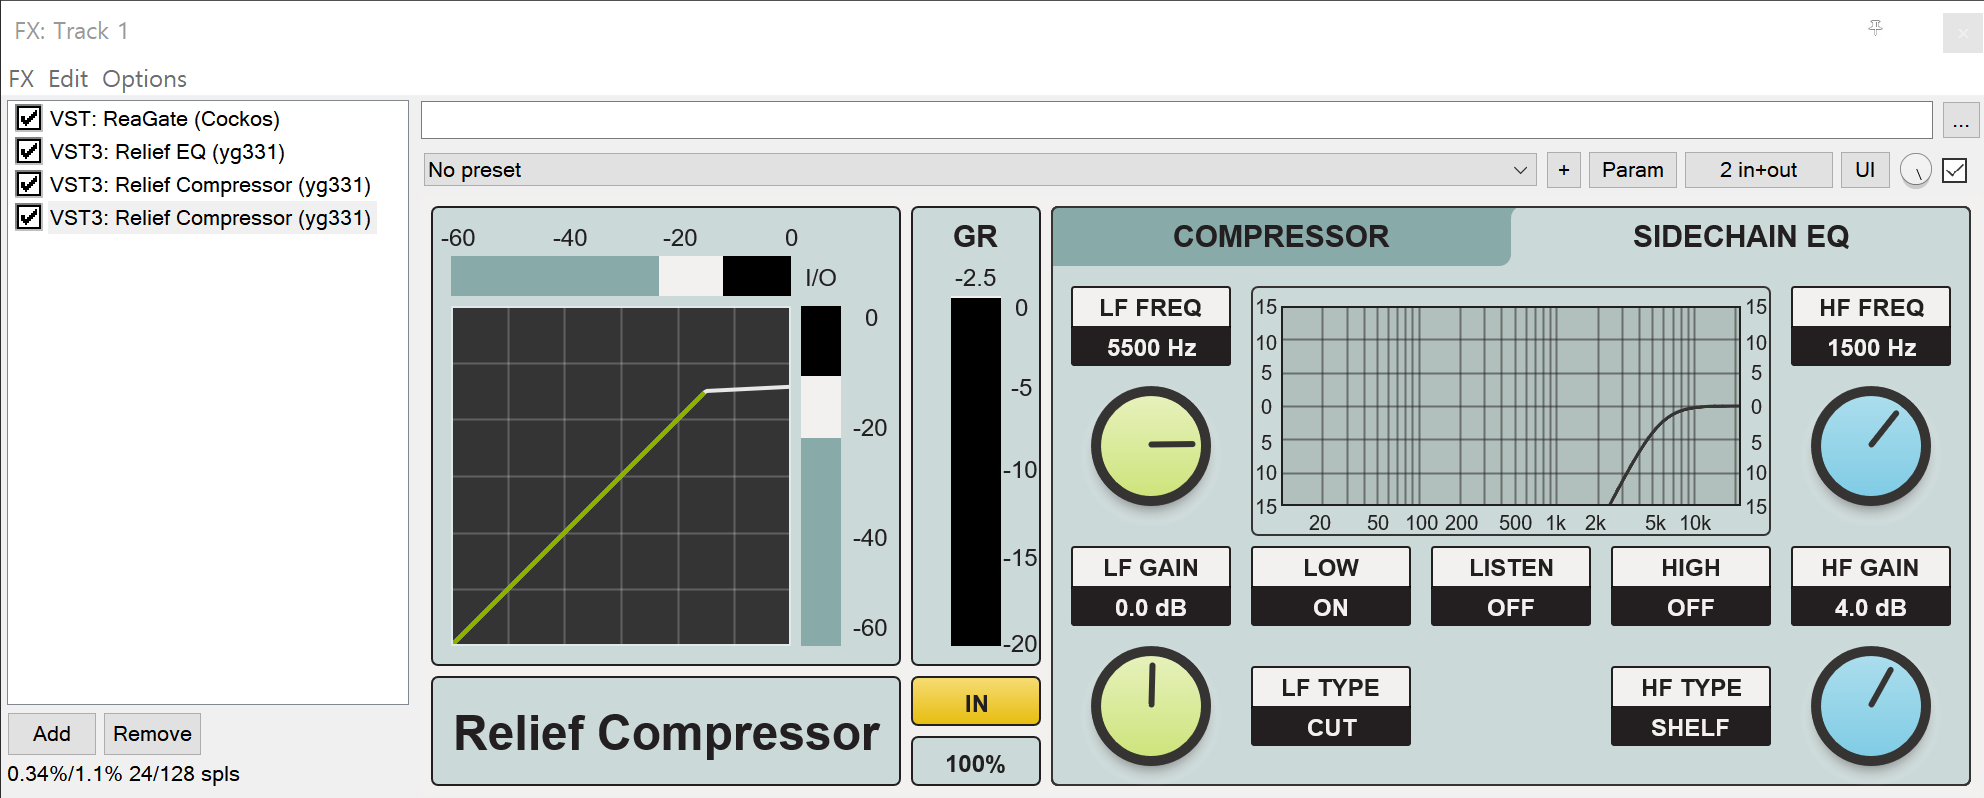 FX: Track 1
FX Edit Options
VST: ReaGate (Cockos)
VST3: Relief EQ (yg331)
VST3: Relief Compressor (yg331)
VST3: Relief Compressor (yg331)
Add Remove
0.34%/1.1% 24/128 spls
...
No preset + Param 2 in+out UI
-60 -40 -20 0
I/O
0
-20
-40
-60
Relief Compressor
GR
-2.5
0
-5
-10
-15
-20
IN
100%
COMPRESSOR SIDECHAIN EQ
LF FREQ
5500 Hz
15 15
10 10
5 5
0 0
5 5
10 10
15 15
20 50 100 200 500 1k 2k 5k 10k
HF FREQ
1500 Hz
LF GAIN
0.0 dB
LOW
ON
LISTEN
OFF
HIGH
OFF
HF GAIN
4.0 dB
LF TYPE
CUT
HF TYPE
SHELF